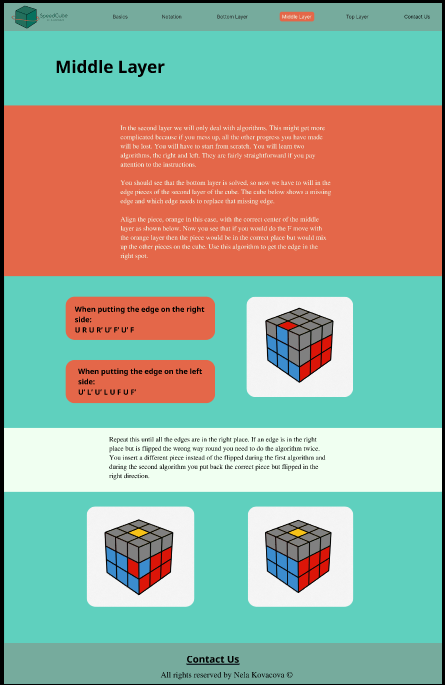 SpeedCube
Basics
Notation
Bottom Layer
Middle Layer
Top Layer
Contact Us
Middle Layer
In the second layer we will only deal with algorithms. This might get more
complicated because if you mess up, all the other progress you have made
will be lost. You will have to start from scratch. You will learn two
algorithms, the right and left. They are fairly straightforward if you pay
attention to the instructions.
You should see that the bottom layer is solved, so now we have to will in the
edge pieces of the second layer of the cube. The cube below shows a missing
edge and which edge needs to replace that missing edge.
Align the piece, orange in this case, with the correct center of the middle
layer as shown below. Now you see that if you would do the F move with
the orange layer then the piece would be in the correct place but would mix
up the other pieces on the cube. Use this algorithm to get the edge in the
right spot.
When putting the edge on the right
side:
U R U R' U' F' U' F
When putting the edge on the left
side:
U' L' U' L U F U F'
Repeat this until all the edges are in the right place. If an edge is in the right
place but is flipped the wrong way round you need to do the algorithm twice.
You insert a different piece instead of the flipped during the first algorithm and
during the second algorithm you put back the correct piece but flipped in the
right direction.
Contact Us
All rights reserved by Nela Kovacova ©